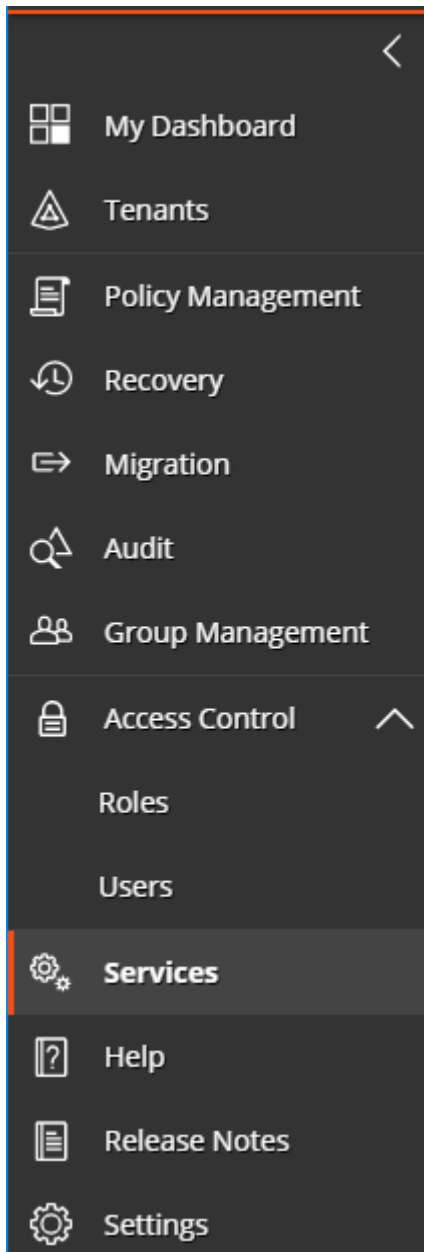 My Dashboard
Tenants
Policy Management
Recovery
Migration
Audit
Group Management
Access Control
Roles
Users
Services
Help
Release Notes
Settings